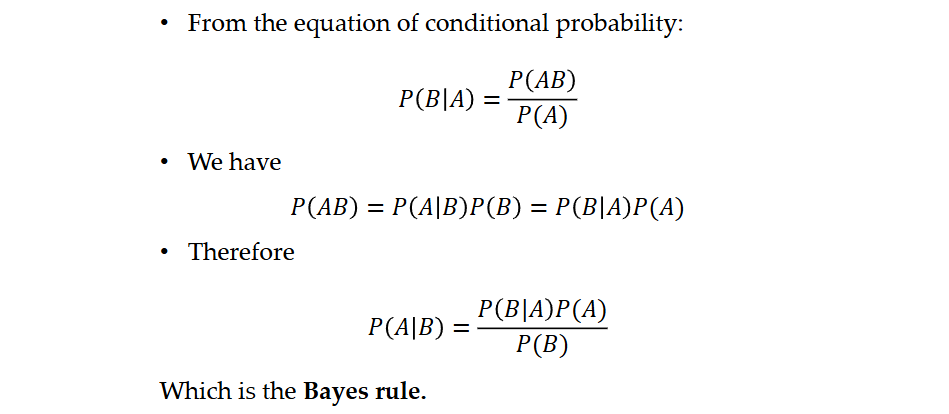 • From the equation of conditional probability:
P(B|A) = P(AB) / P(A)
• We have
P(AB) = P(A|B)P(B) = P(B|A)P(A)
• Therefore
P(A|B) = P(B|A)P(A) / P(B)
Which is the Bayes rule.